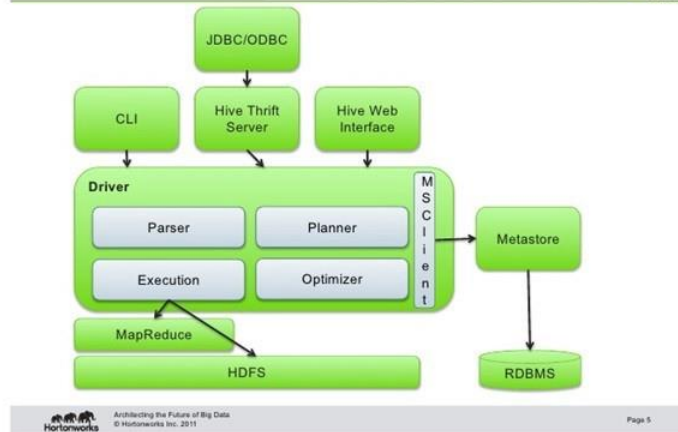 JDBC/ODBC
CLI
Hive Thrift
Server
Hive Web
Interface
Driver
Parser
Planner
Execution
Optimizer
MSClient
Metastore
MapReduce
HDFS
RDBMS
Hortonworks
Architecting the Future of Big Data
© Hortonworks Inc. 2011
Page 5